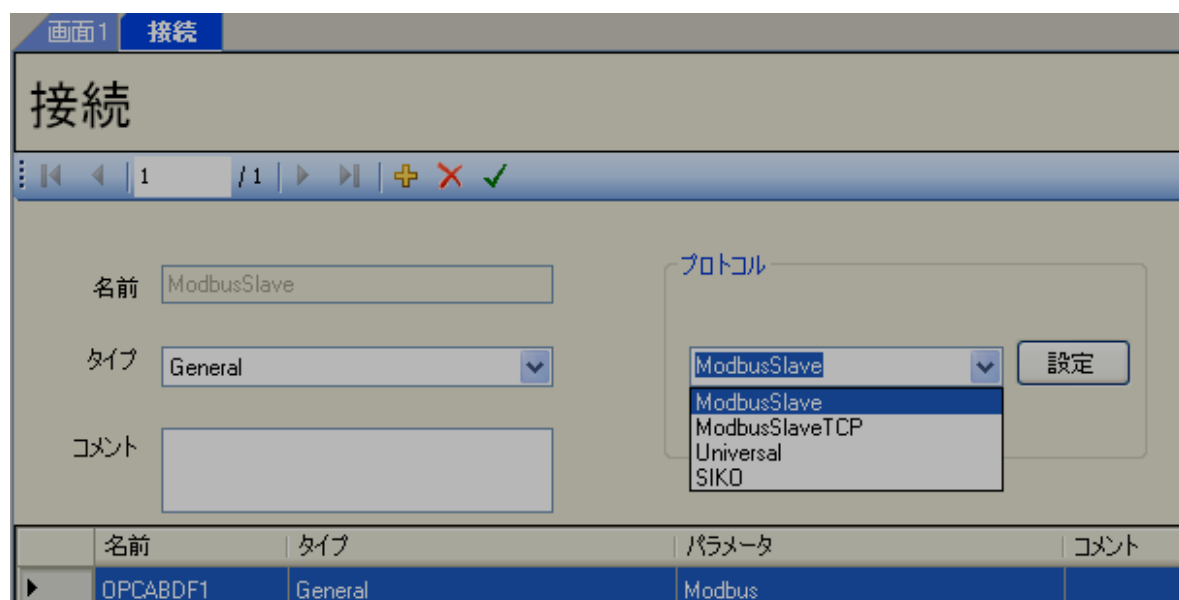 画面1 接続
接続
1 / 1
プロトコル
名前 ModbusSlave
タイプ General ModbusSlave 設定
ModbusSlave
ModbusSlaveTCP
コメント Universal
SIKO
名前 タイプ パラメータ コメント
OPCABDF1 General Modbus